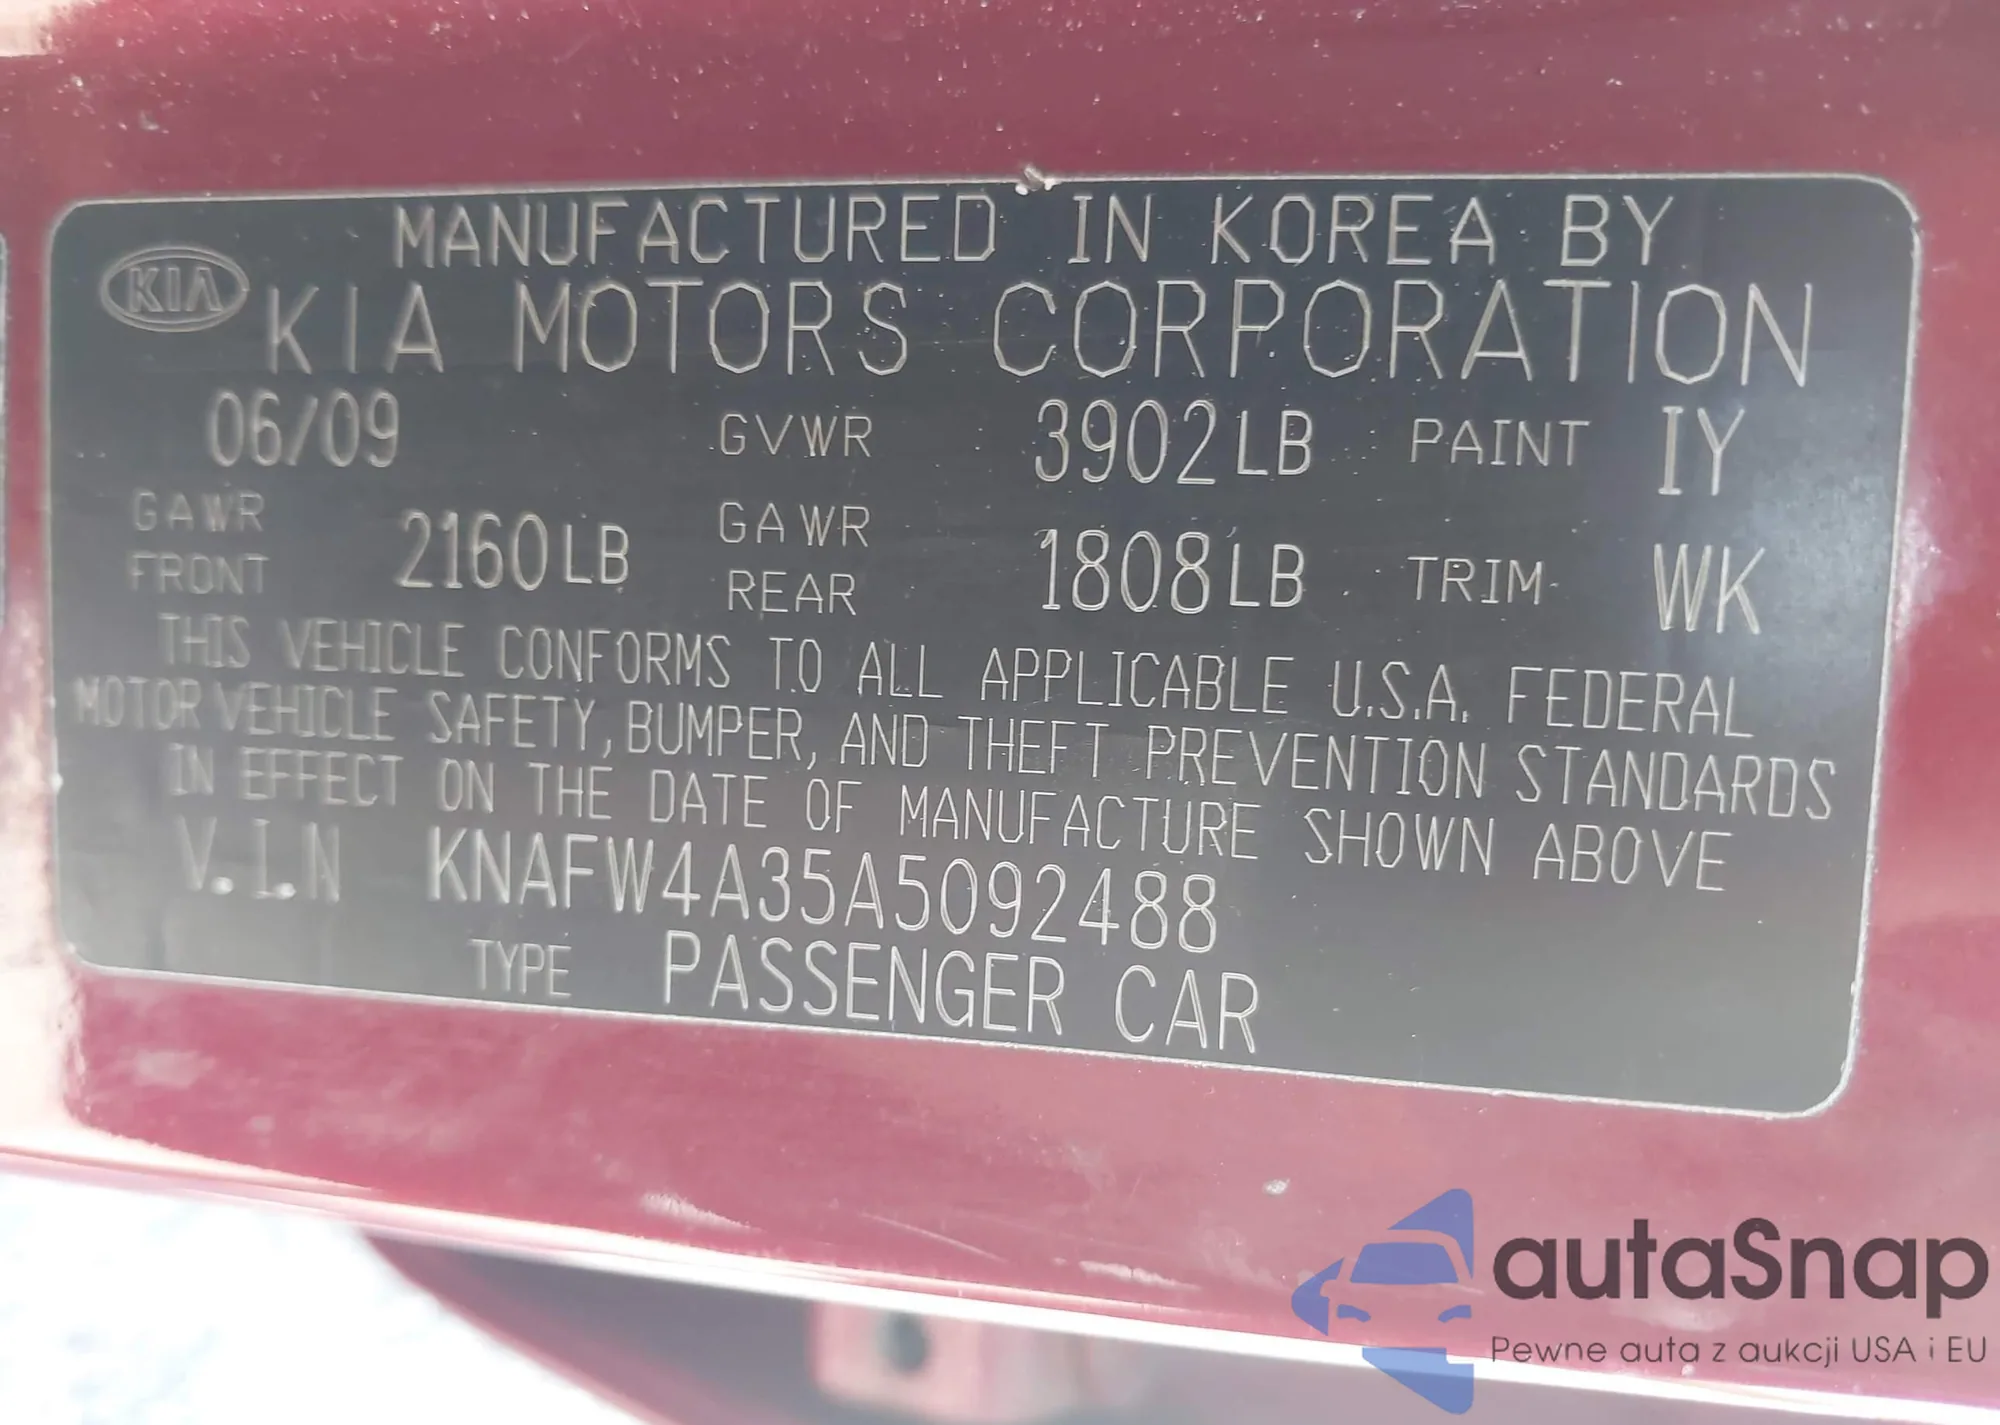 MANUFACTURED IN KOREA BY
KIA KIA MOTORS CORPORATION
06/09 GVWR 3902LB PAINT IY
GAWR FRONT 2160LB GAWR REAR 1808LB TRIM WK
THIS VEHICLE CONFORMS TO ALL APPLICABLE U.S.A. FEDERAL
MOTOR VEHICLE SAFETY, BUMPER, AND THEFT PREVENTION STANDARDS
IN EFFECT ON THE DATE OF MANUFACTURE SHOWN ABOVE
V.I.N KNAFW4A35A5092488
TYPE PASSENGER CAR
autaSnap
Pewne auta z aukcji USA i EU